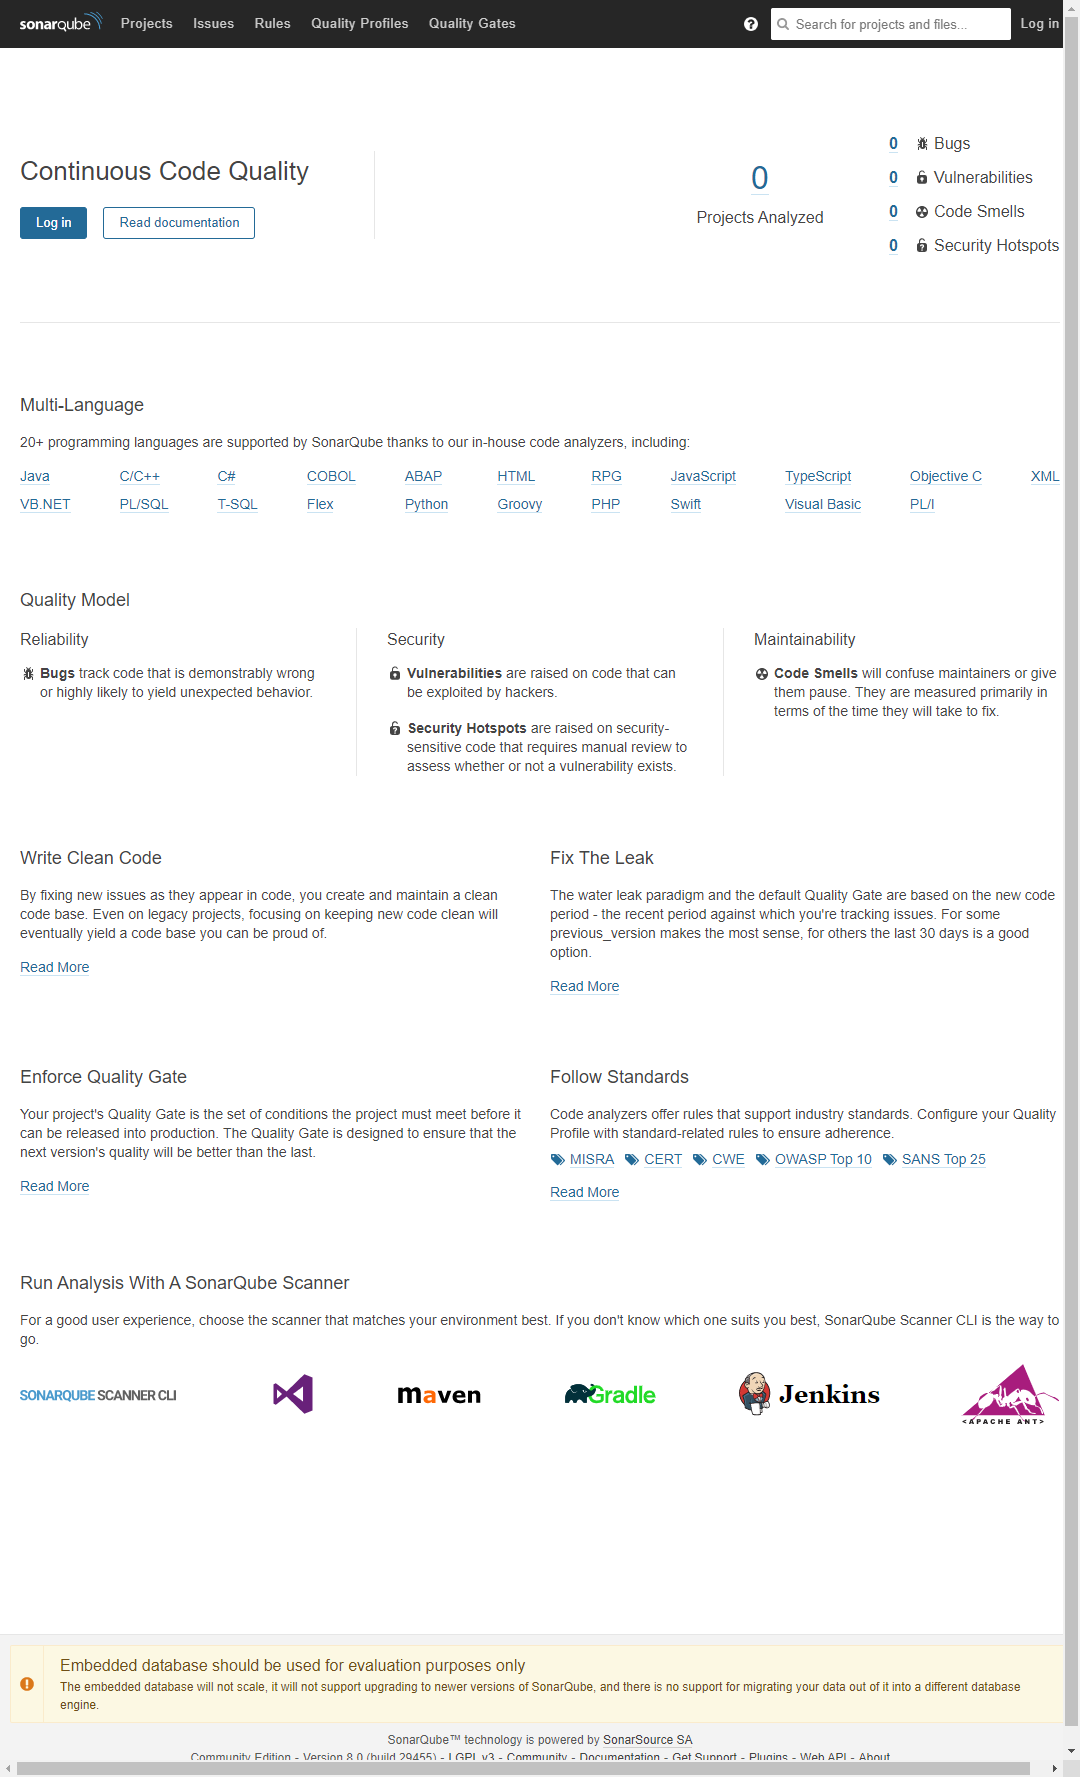 sonarqube Projects Issues Rules Quality Profiles Quality Gates Search for projects and files... Log in
Continuous Code Quality
Log in Read documentation
0
Projects Analyzed
0 Bugs
0 Vulnerabilities
0 Code Smells
0 Security Hotspots
Multi-Language
20+ programming languages are supported by SonarQube thanks to our in-house code analyzers, including:
Java C/C++ C# COBOL ABAP HTML RPG JavaScript TypeScript Objective C XML
VB.NET PL/SQL T-SQL Flex Python Groovy PHP Swift Visual Basic PL/I
Quality Model
Reliability
Bugs track code that is demonstrably wrong
or highly likely to yield unexpected behavior.
Security
Vulnerabilities are raised on code that can
be exploited by hackers.
Security Hotspots are raised on security-
sensitive code that requires manual review to
assess whether or not a vulnerability exists.
Maintainability
Code Smells will confuse maintainers or give
them pause. They are measured primarily in
terms of the time they will take to fix.
Write Clean Code
By fixing new issues as they appear in code, you create and maintain a clean
code base. Even on legacy projects, focusing on keeping new code clean will
eventually yield a code base you can be proud of.
Read More
Fix The Leak
The water leak paradigm and the default Quality Gate are based on the new code
period - the recent period against which you're tracking issues. For some
previous_version makes the most sense, for others the last 30 days is a good
option.
Read More
Enforce Quality Gate
Your project's Quality Gate is the set of conditions the project must meet before it
can be released into production. The Quality Gate is designed to ensure that the
next version's quality will be better than the last.
Read More
Follow Standards
Code analyzers offer rules that support industry standards. Configure your Quality
Profile with standard-related rules to ensure adherence.
MISRA CERT CWE OWASP Top 10 SANS Top 25
Read More
Run Analysis With A SonarQube Scanner
For a good user experience, choose the scanner that matches your environment best. If you don't know which one suits you best, SonarQube Scanner CLI is the way to
go.
SONARQUBE SCANNER CLI maven Gradle Jenkins <APACHE ANT>
Embedded database should be used for evaluation purposes only
The embedded database will not scale, it will not support upgrading to newer versions of SonarQube, and there is no support for migrating your data out of it into a different database
engine.
SonarQube™ technology is powered by SonarSource SA
Community Edition - Version 8.0 (build 29455) - LGPL v3 - Community - Documentation - Get Support - Plugins - Web API - About